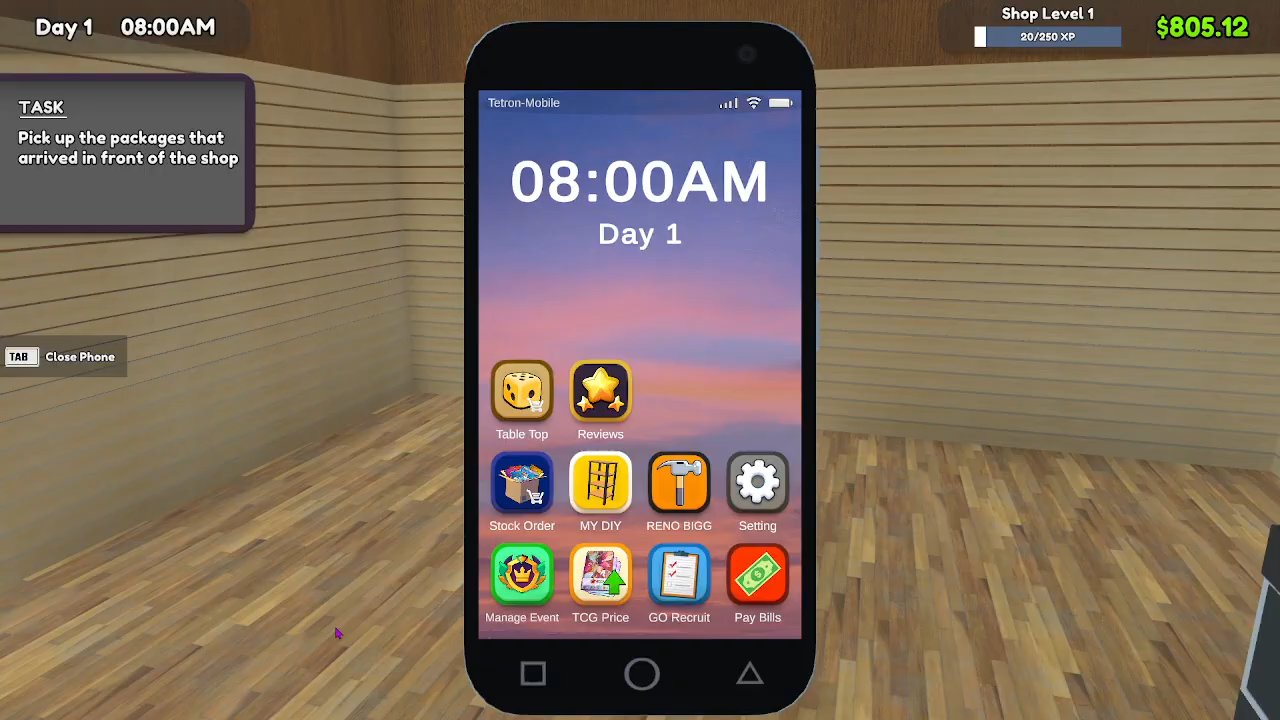 Day 1 08:00AM
Shop Level 1
20/250 XP
$805.12
TASK
Pick up the packages that
arrived in front of the shop
TAB Close Phone
Tetron-Mobile
08:00AM
Day 1
Table Top Reviews
Stock Order MY DIY RENO BIGG Setting
Manage Event TCG Price GO Recruit Pay Bills